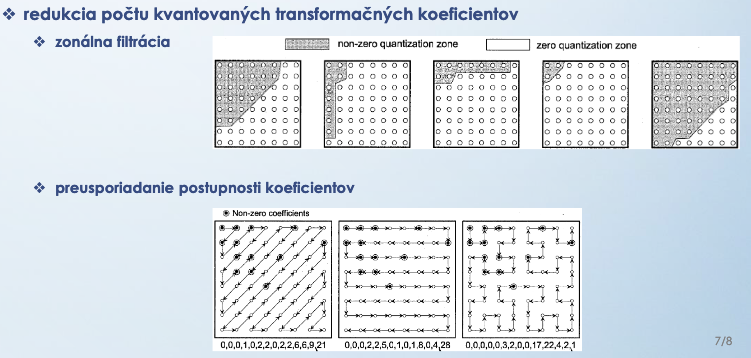 ❖ redukcia počtu kvantovaných transformačných koeficientov
❖ zonálna filtrácia
non-zero quantization zone
zero quantization zone
❖ preusporiadanie postupnosti koeficientov
Non-zero coefficients
0,0,0,1,0,2,2,0,2,2,6,6,9,21
0,0,2,2,5,0,1,0,1,8,0,4,28
0,0,0,0,0,3,2,0,0,17,22,4,2,1
7/8